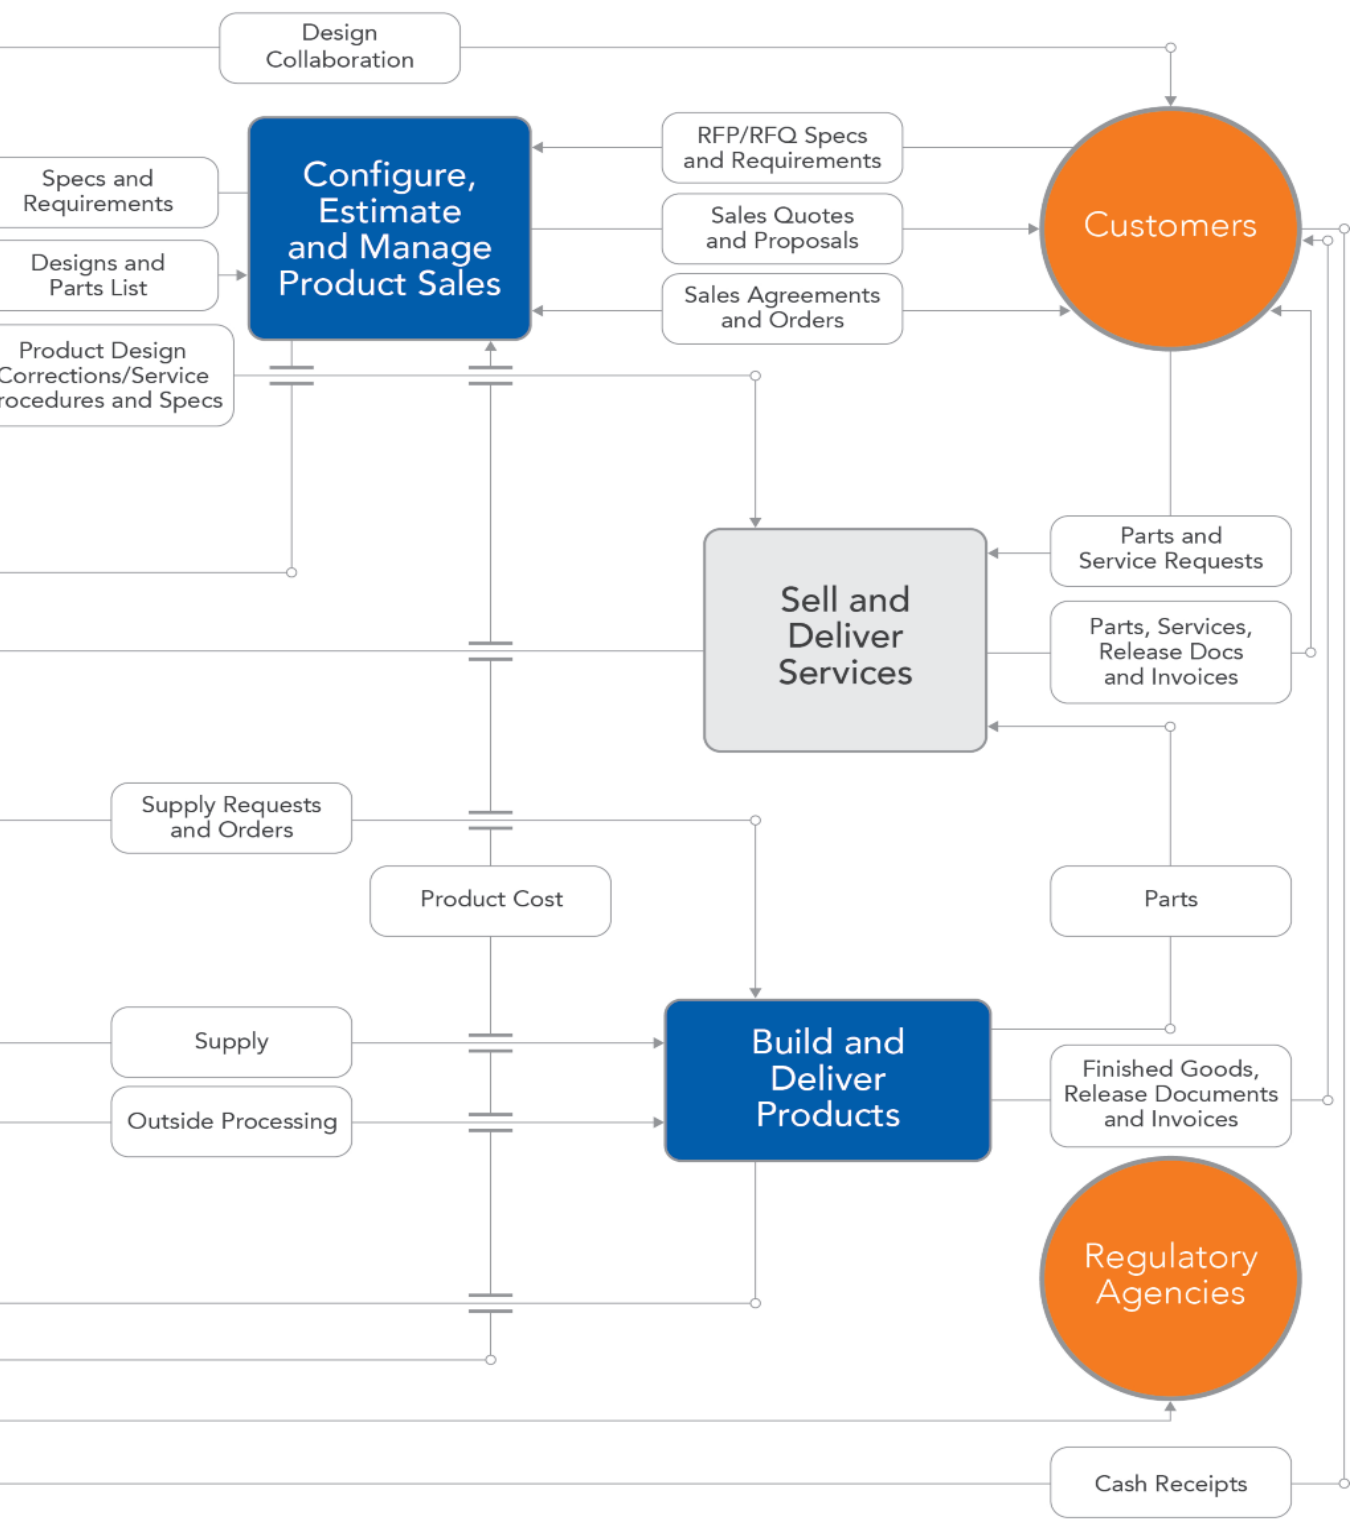 Design
Collaboration
RFP/RFQ Specs
and Requirements
Configure,
Estimate
and Manage
Product Sales
Specs and
Requirements
Sales Quotes
and Proposals
Customers
Designs and
Parts List
Sales Agreements
and Orders
Product Design
Corrections/Service
rocedures and Specs
Parts and
Service Requests
Sell and
Deliver
Services
Parts, Services,
Release Docs
and Invoices
Supply Requests
and Orders
Product Cost
Parts
Supply
Build and
Deliver
Products
Finished Goods,
Release Documents
and Invoices
Outside Processing
Regulatory
Agencies
Cash Receipts